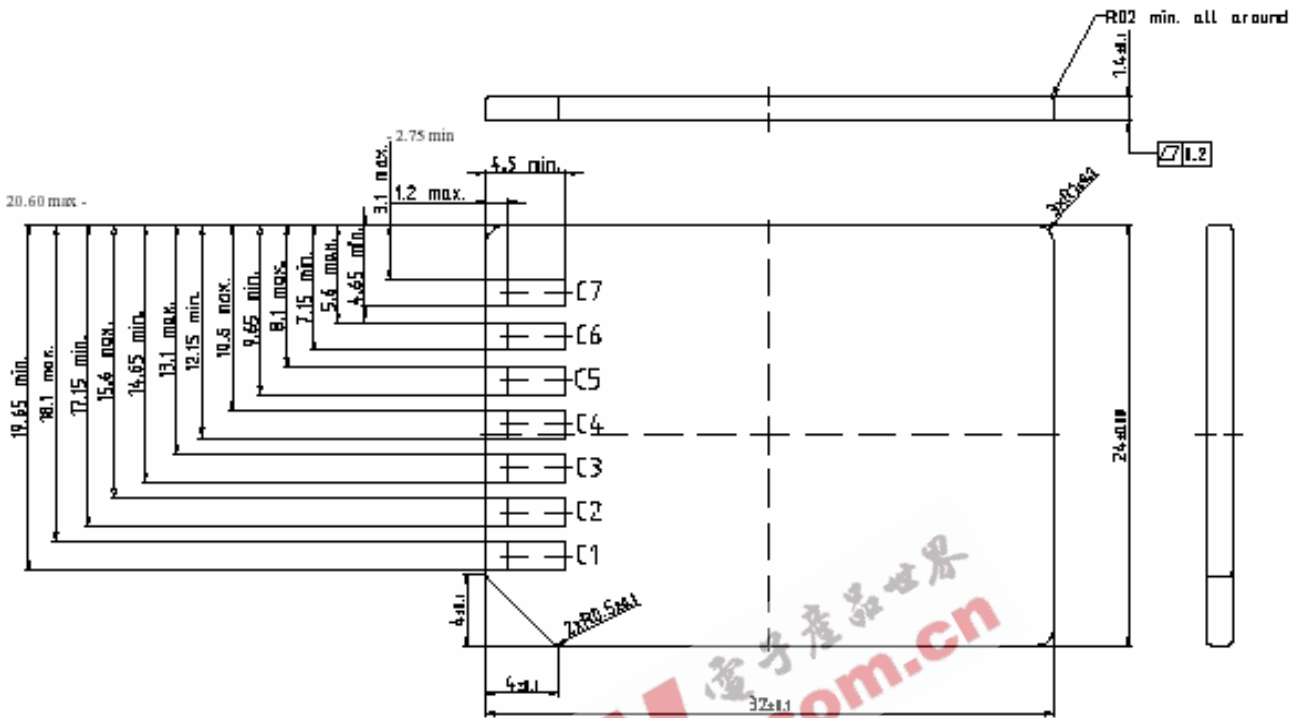 R02 min. all around
1.4±0.1
0.2
2.75 min
3.1 max.
4.5 min.
1.2 max.
20.60 max -
3xR1±0.1
19.65 min.
18.1 max.
17.15 min.
15.6 max.
14.65 min.
13.1 max.
12.15 min.
10.6 max.
9.65 min.
8.1 max.
7.15 min.
5.6 max.
4.65 min.
C7
C6
C5
C4
C3
C2
C1
4±0.1
2xR0.5±0.1
4±0.1
32±0.1
電子產品世界
.com.cn